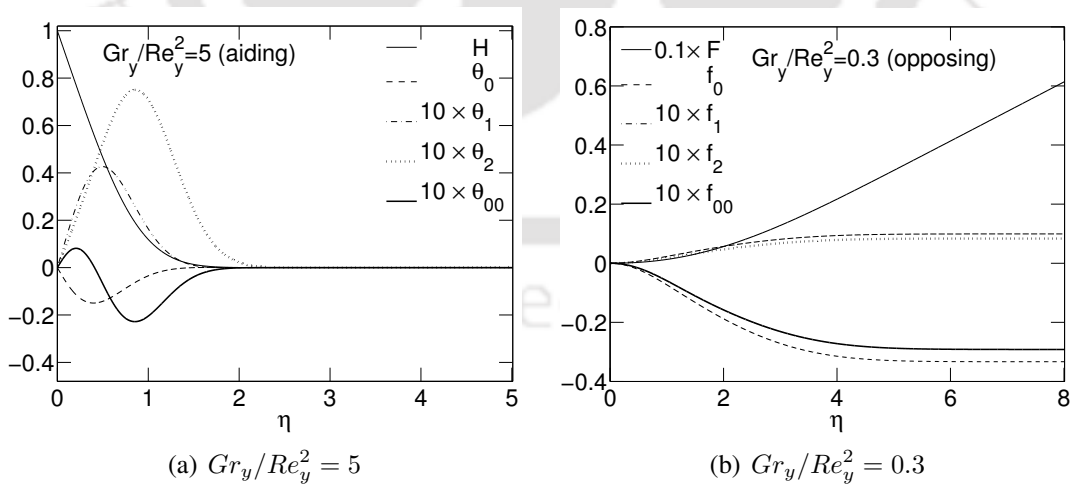 Gr_y/Re_y^2=5 (aiding)
H
θ_0
10 × θ_1
10 × θ_2
10 × θ_00
1
0.8
0.6
0.4
0.2
0
−0.2
−0.4
0 1 2 3 4 5
η
(a) Gr_y/Re_y^2 = 5
Gr_y/Re_y^2=0.3 (opposing)
0.1× F
f_0
10 × f_1
10 × f_2
10 × f_00
0.8
0.6
0.4
0.2
0
−0.2
−0.4
0 2 4 6 8
η
(b) Gr_y/Re_y^2 = 0.3